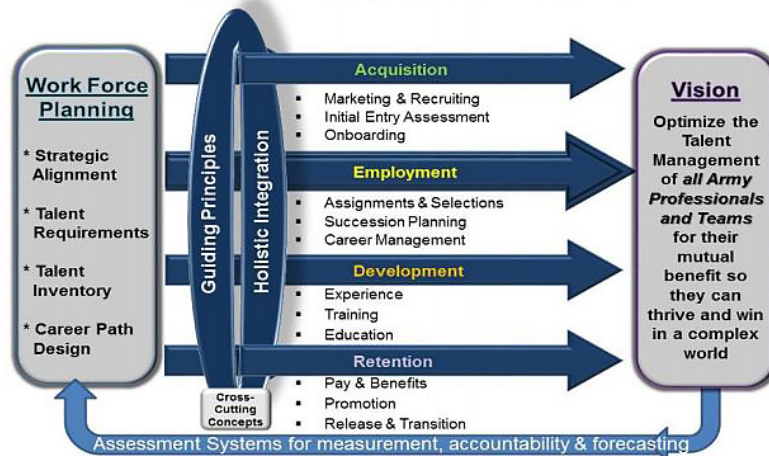 Work Force
Planning
* Strategic
Alignment
* Talent
Requirements
* Talent
Inventory
* Career Path
Design
Guiding Principles
Holistic Integration
Cross-
Cutting
Concepts
Acquisition
▪ Marketing & Recruiting
▪ Initial Entry Assessment
▪ Onboarding
Employment
▪ Assignments & Selections
▪ Succession Planning
▪ Career Management
Development
▪ Experience
▪ Training
▪ Education
Retention
▪ Pay & Benefits
▪ Promotion
▪ Release & Transition
Vision
Optimize the
Talent
Management
of all Army
Professionals
and Teams
for their
mutual
benefit so
they can
thrive and win
in a complex
world
Assessment Systems for measurement, accountability & forecasting